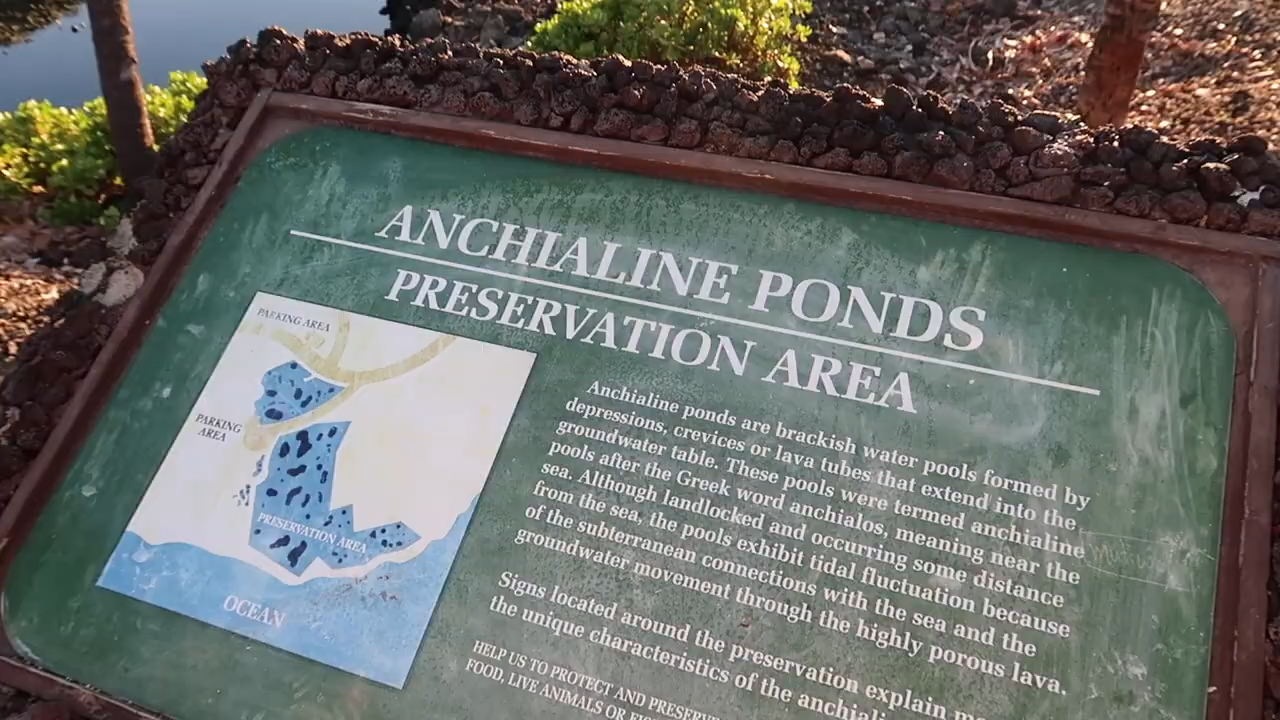 ANCHIALINE PONDS
PRESERVATION AREA
PARKING AREA
PARKING
AREA
PRESERVATION AREA
OCEAN
Anchialine ponds are brackish water pools formed by
depressions, crevices or lava tubes that extend into the
groundwater table. These pools were termed anchialine
pools after the Greek word anchialos, meaning near the
sea. Although landlocked and occurring some distance
from the sea, the pools exhibit tidal fluctuation because
of the subterranean connections with the sea and the
groundwater movement through the highly porous lava.
Signs located around the preservation explain
the unique characteristics of the
HELP US TO PROTECT AND PRESERVE
FOOD, LIVE ANIMALS OR